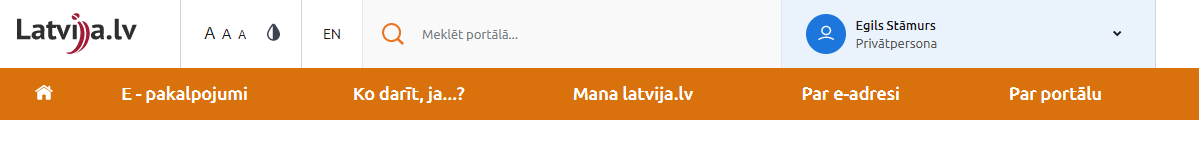 Latvija.lv
A A A
EN
Meklēt portālā...
Egils Stāmurs
Privātpersona
E - pakalpojumi
Ko darīt, ja...?
Mana latvija.lv
Par e-adresi
Par portālu